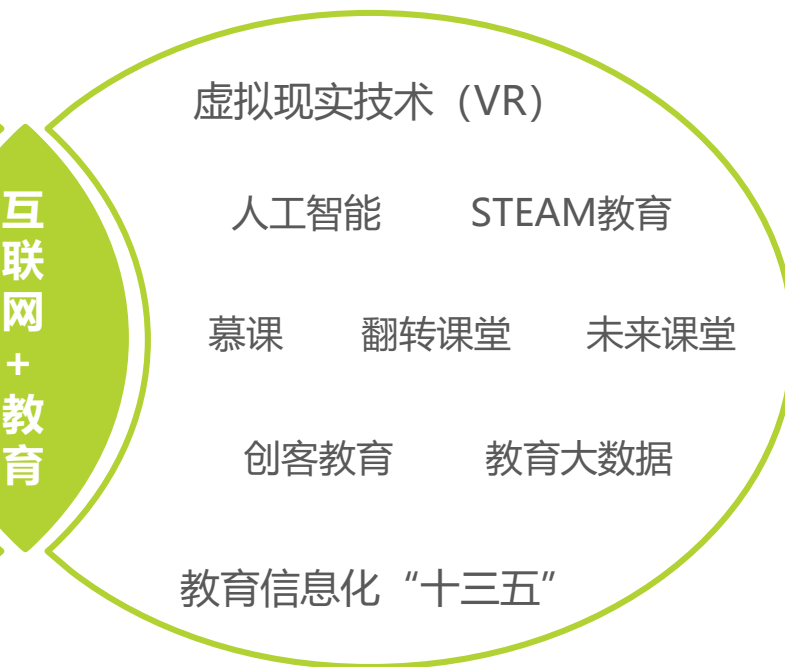 互联网+教育
虚拟现实技术（VR）
人工智能 STEAM教育
慕课 翻转课堂 未来课堂
创客教育 教育大数据
教育信息化“十三五”